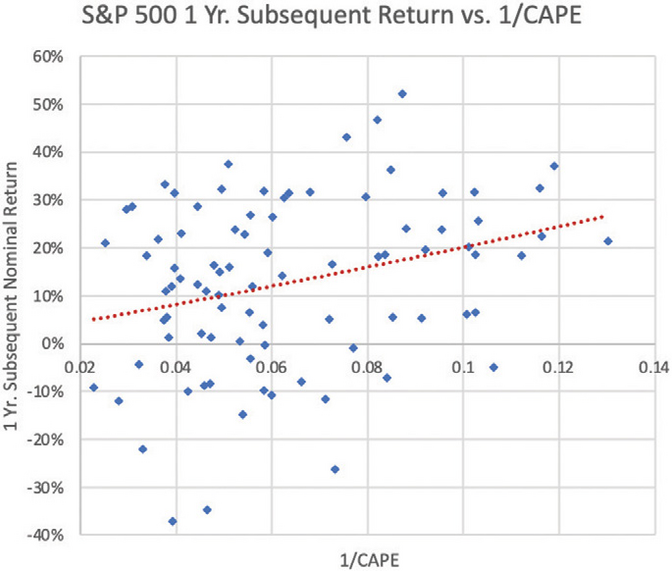 S&P 500 1 Yr. Subsequent Return vs. 1/CAPE
1 Yr. Subsequent Nominal Return
60%
50%
40%
30%
20%
10%
0%
0.02 0.04 0.06 0.08 0.1 0.12 0.14
-10%
-20%
-30%
-40%
1/CAPE